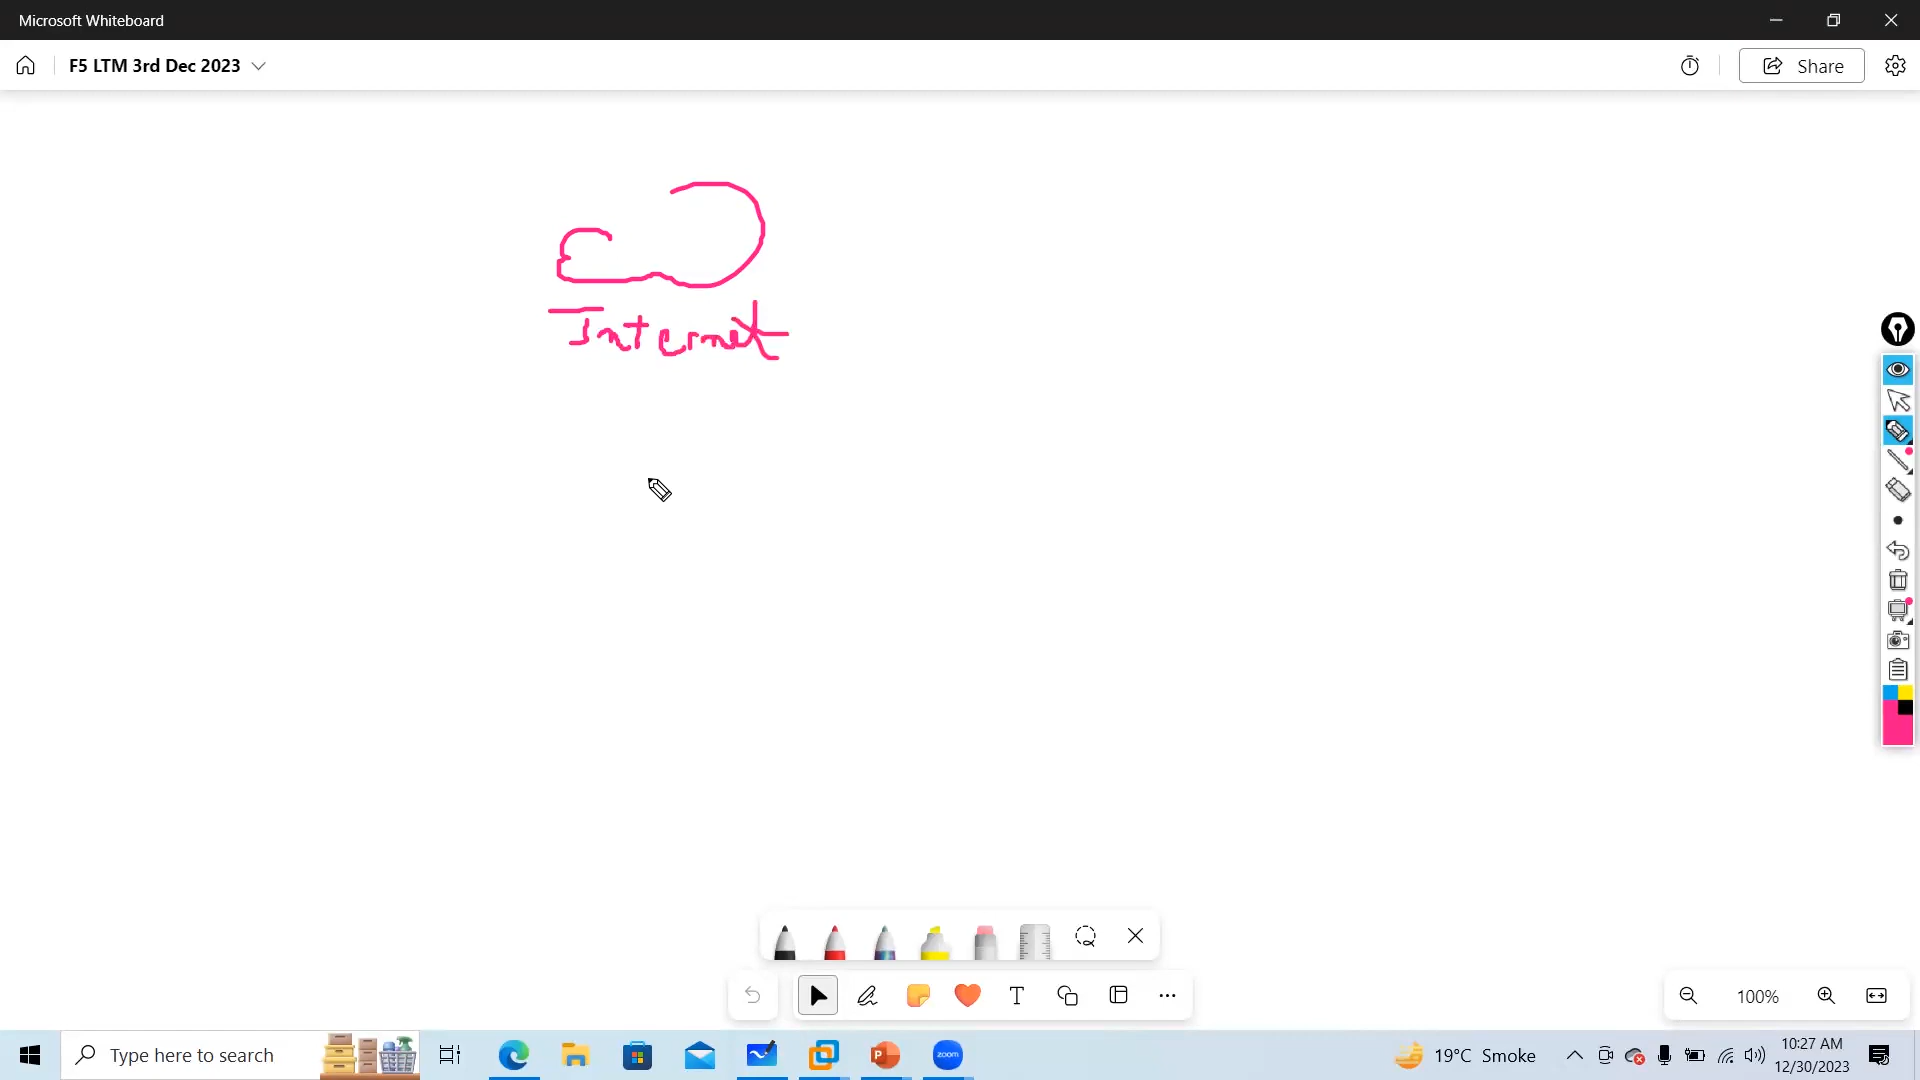 Microsoft Whiteboard
F5 LTM 3rd Dec 2023
Share
Internet
T
100%
Type here to search
zoom
19°C Smoke
10:27 AM
12/30/2023